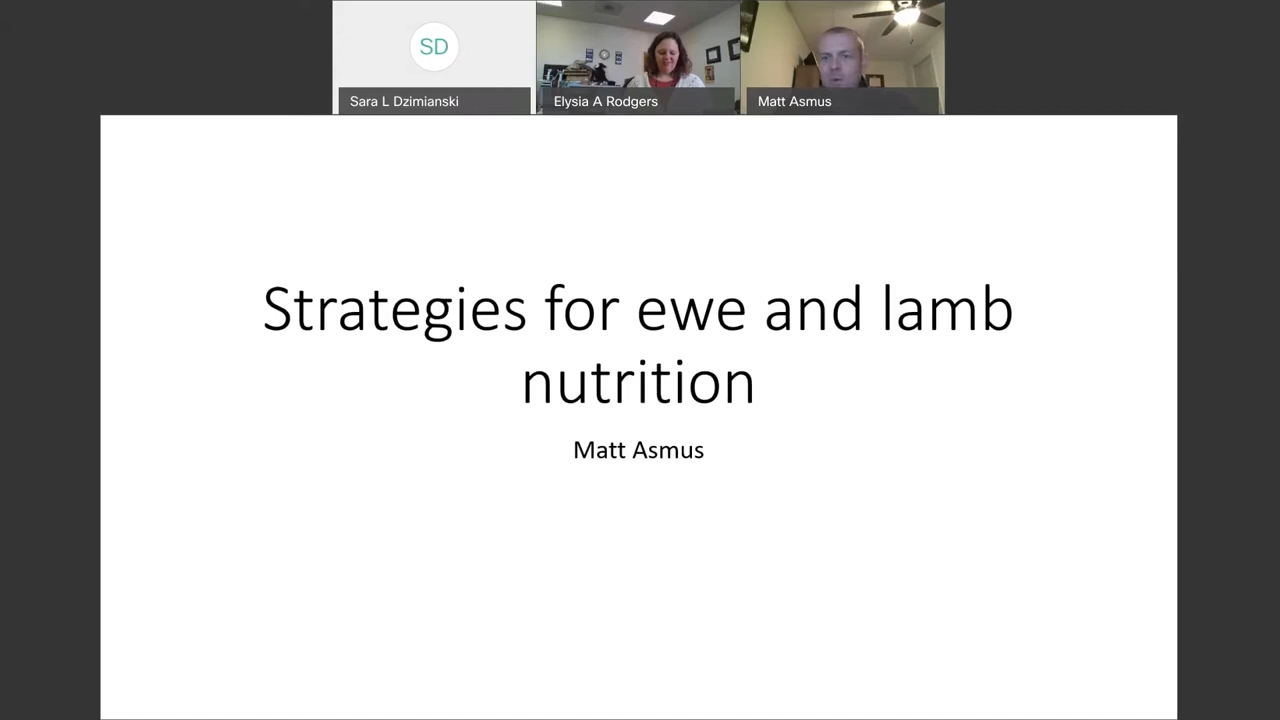 SD
Sara L Dzimianski
Elysia A Rodgers
Matt Asmus
Strategies for ewe and lamb
nutrition
Matt Asmus